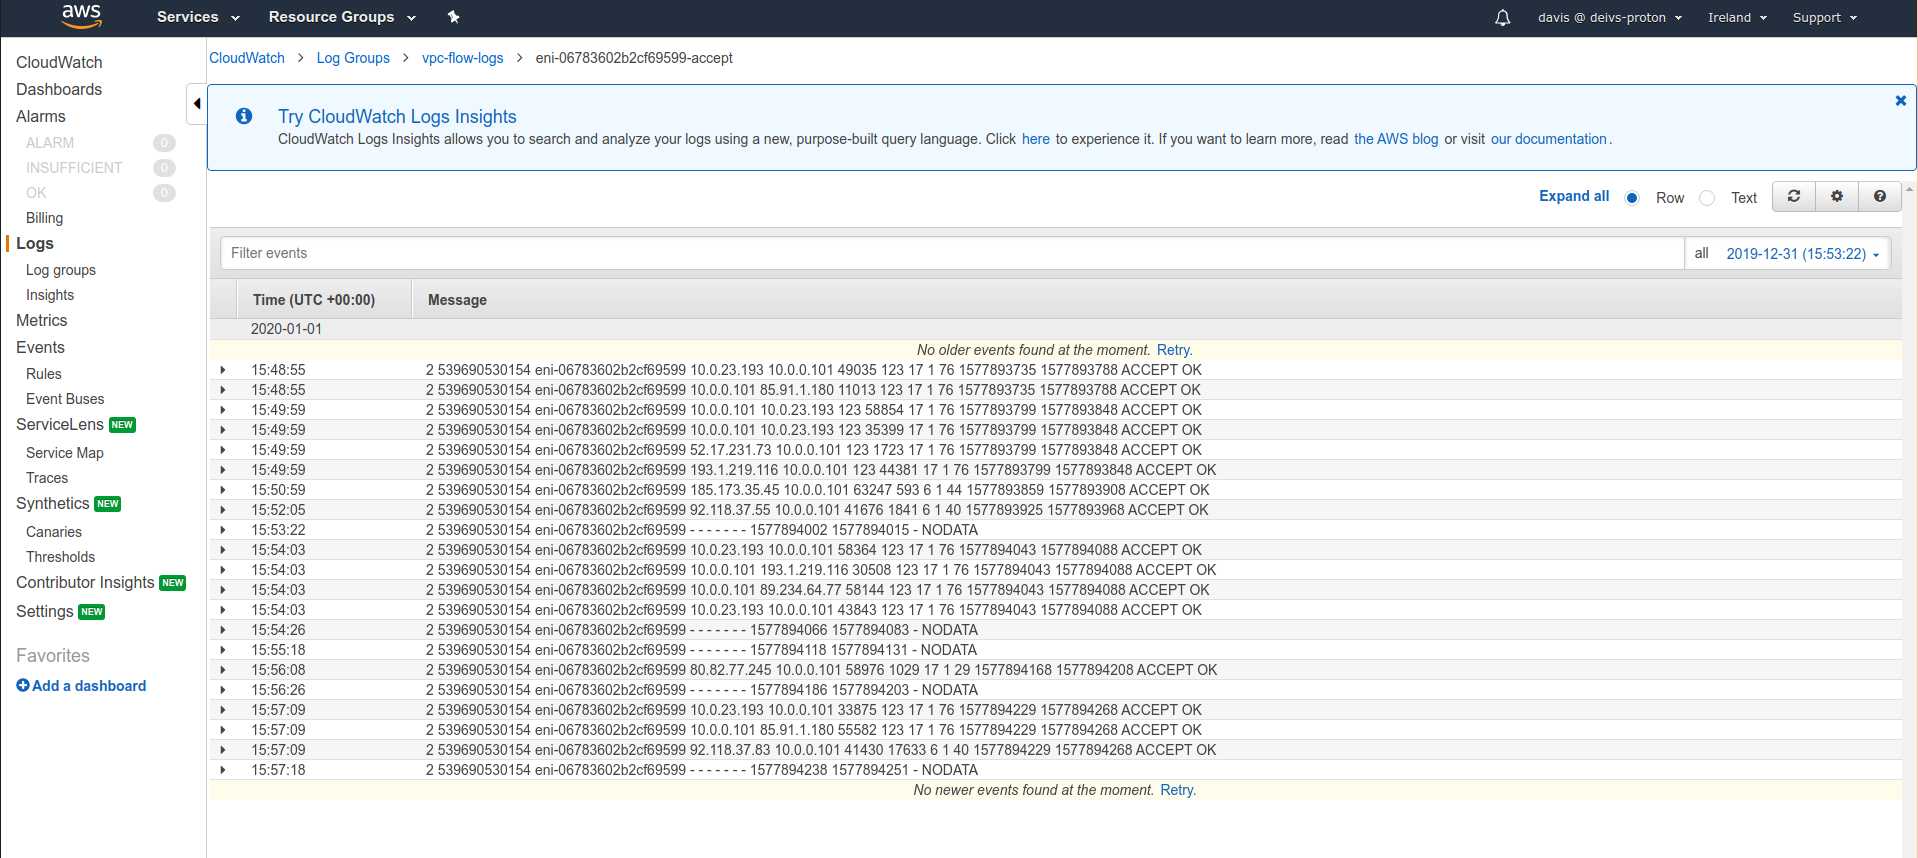 aws Services Resource Groups davis @ deivs-proton Ireland Support
CloudWatch
Dashboards
Alarms
ALARM 0
INSUFFICIENT 0
OK 0
Billing
Logs
Log groups
Insights
Metrics
Events
Rules
Event Buses
ServiceLens NEW
Service Map
Traces
Synthetics NEW
Canaries
Thresholds
Contributor Insights NEW
Settings NEW
Favorites
Add a dashboard
CloudWatch > Log Groups > vpc-flow-logs > eni-06783602b2cf69599-accept
Try CloudWatch Logs Insights
CloudWatch Logs Insights allows you to search and analyze your logs using a new, purpose-built query language. Click here to experience it. If you want to learn more, read the AWS blog or visit our documentation.
Expand all Row Text
Filter events all 2019-12-31 (15:53:22)
Time (UTC +00:00) Message
2020-01-01
No older events found at the moment. Retry.
15:48:55 2 539690530154 eni-06783602b2cf69599 10.0.23.193 10.0.0.101 49035 123 17 1 76 1577893735 1577893788 ACCEPT OK
15:48:55 2 539690530154 eni-06783602b2cf69599 10.0.0.101 85.91.1.180 11013 123 17 1 76 1577893735 1577893788 ACCEPT OK
15:49:59 2 539690530154 eni-06783602b2cf69599 10.0.0.101 10.0.23.193 123 58854 17 1 76 1577893799 1577893848 ACCEPT OK
15:49:59 2 539690530154 eni-06783602b2cf69599 10.0.0.101 10.0.23.193 123 35399 17 1 76 1577893799 1577893848 ACCEPT OK
15:49:59 2 539690530154 eni-06783602b2cf69599 52.17.231.73 10.0.0.101 123 1723 17 1 76 1577893799 1577893848 ACCEPT OK
15:49:59 2 539690530154 eni-06783602b2cf69599 193.1.219.116 10.0.0.101 123 44381 17 1 76 1577893799 1577893848 ACCEPT OK
15:50:59 2 539690530154 eni-06783602b2cf69599 185.173.35.45 10.0.0.101 63247 593 6 1 44 1577893859 1577893908 ACCEPT OK
15:52:05 2 539690530154 eni-06783602b2cf69599 92.118.37.55 10.0.0.101 41676 1841 6 1 40 1577893925 1577893968 ACCEPT OK
15:53:22 2 539690530154 eni-06783602b2cf69599 - - - - - - - 1577894002 1577894015 - NODATA
15:54:03 2 539690530154 eni-06783602b2cf69599 10.0.23.193 10.0.0.101 58364 123 17 1 76 1577894043 1577894088 ACCEPT OK
15:54:03 2 539690530154 eni-06783602b2cf69599 10.0.0.101 193.1.219.116 30508 123 17 1 76 1577894043 1577894088 ACCEPT OK
15:54:03 2 539690530154 eni-06783602b2cf69599 10.0.0.101 89.234.64.77 58144 123 17 1 76 1577894043 1577894088 ACCEPT OK
15:54:03 2 539690530154 eni-06783602b2cf69599 10.0.23.193 10.0.0.101 43843 123 17 1 76 1577894043 1577894088 ACCEPT OK
15:54:26 2 539690530154 eni-06783602b2cf69599 - - - - - - - 1577894066 1577894083 - NODATA
15:55:18 2 539690530154 eni-06783602b2cf69599 - - - - - - - 1577894118 1577894131 - NODATA
15:56:08 2 539690530154 eni-06783602b2cf69599 80.82.77.245 10.0.0.101 58976 1029 17 1 29 1577894168 1577894208 ACCEPT OK
15:56:26 2 539690530154 eni-06783602b2cf69599 - - - - - - - 1577894186 1577894203 - NODATA
15:57:09 2 539690530154 eni-06783602b2cf69599 10.0.23.193 10.0.0.101 33875 123 17 1 76 1577894229 1577894268 ACCEPT OK
15:57:09 2 539690530154 eni-06783602b2cf69599 10.0.0.101 85.91.1.180 55582 123 17 1 76 1577894229 1577894268 ACCEPT OK
15:57:09 2 539690530154 eni-06783602b2cf69599 92.118.37.83 10.0.0.101 41430 17633 6 1 40 1577894229 1577894268 ACCEPT OK
15:57:18 2 539690530154 eni-06783602b2cf69599 - - - - - - - 1577894238 1577894251 - NODATA
No newer events found at the moment. Retry.